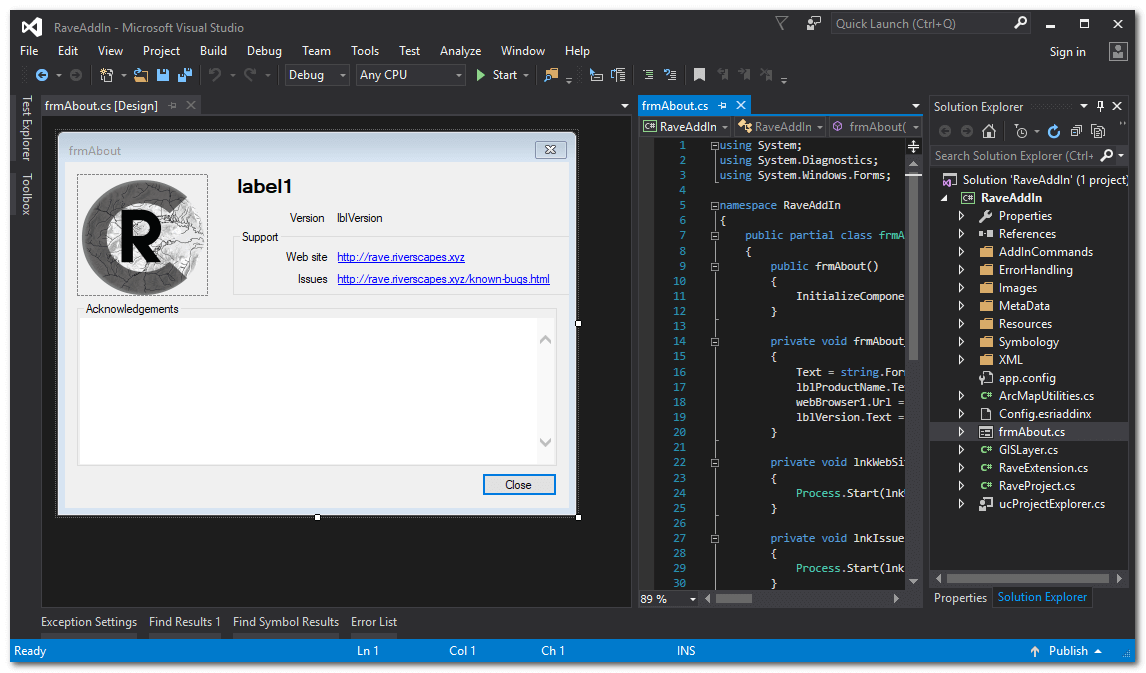 RaveAddIn - Microsoft Visual Studio
Quick Launch (Ctrl+Q)
File Edit View Project Build Debug Team Tools Test Analyze Window Help
Sign in
Debug Any CPU Start
Test Explorer
Toolbox
frmAbout.cs [Design]
frmAbout
R
label1
Version lblVersion
Support
Web site http://rave.riverscapes.xyz
Issues http://rave.riverscapes.xyz/known-bugs.html
Acknowledgements
Close
frmAbout.cs
RaveAddIn RaveAddIn frmAbout(
1 using System;
2 using System.Diagnostics;
3 using System.Windows.Forms;
4
5 namespace RaveAddIn
6 {
7 public partial class frmA
8 {
9 public frmAbout()
10 {
11 InitializeCompone
12 }
13
14 private void frmAbout_
15 {
16 Text = string.For
17 lblProductName.Te
18 webBrowser1.Url =
19 lblVersion.Text =
20 }
21
22 private void lnkWebSi
23 {
24 Process.Start(lnk
25 }
26
27 private void lnkIssue
28 {
29 Process.Start(lnk
30 }
89 %
Solution Explorer
Search Solution Explorer (Ctrl+
Solution 'RaveAddIn' (1 project)
C# RaveAddIn
Properties
References
AddInCommands
ErrorHandling
Images
MetaData
Resources
Symbology
XML
app.config
C# ArcMapUtilities.cs
Config.esriaddinx
frmAbout.cs
C# GISLayer.cs
C# RaveExtension.cs
C# RaveProject.cs
ucProjectExplorer.cs
Properties Solution Explorer
Exception Settings Find Results 1 Find Symbol Results Error List
Ready Ln 1 Col 1 Ch 1 INS Publish